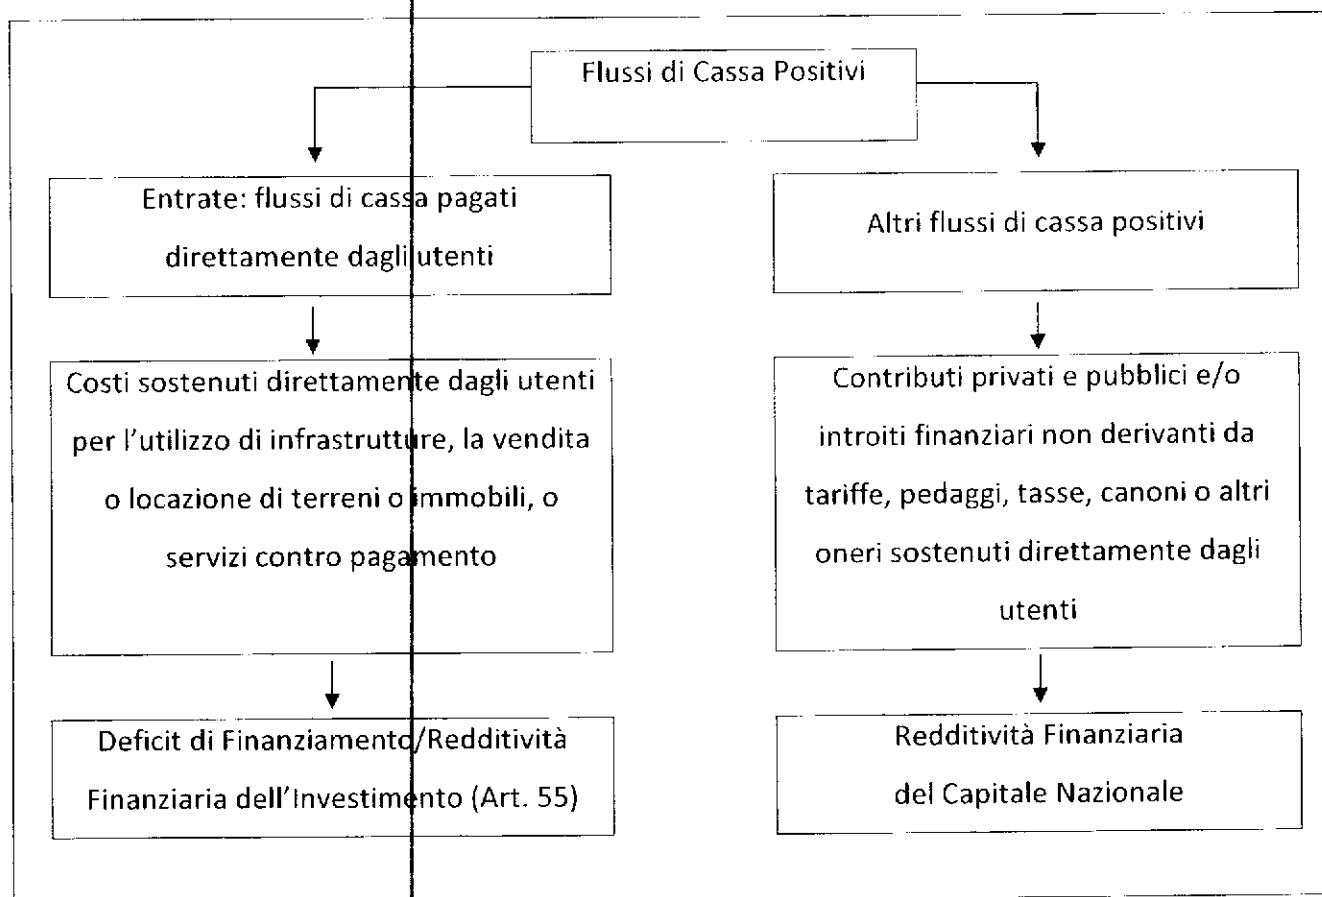 Flussi di Cassa Positivi
Entrate: flussi di cassa pagati
direttamente dagli utenti
Altri flussi di cassa positivi
Costi sostenuti direttamente dagli utenti
per l'utilizzo di infrastrutture, la vendita
o locazione di terreni o immobili, o
servizi contro pagamento
Contributi privati e pubblici e/o
introiti finanziari non derivanti da
tariffe, pedaggi, tasse, canoni o altri
oneri sostenuti direttamente dagli
utenti
Deficit di Finanziamento/Redditività
Finanziaria dell'Investimento (Art. 55)
Redditività Finanziaria
del Capitale Nazionale